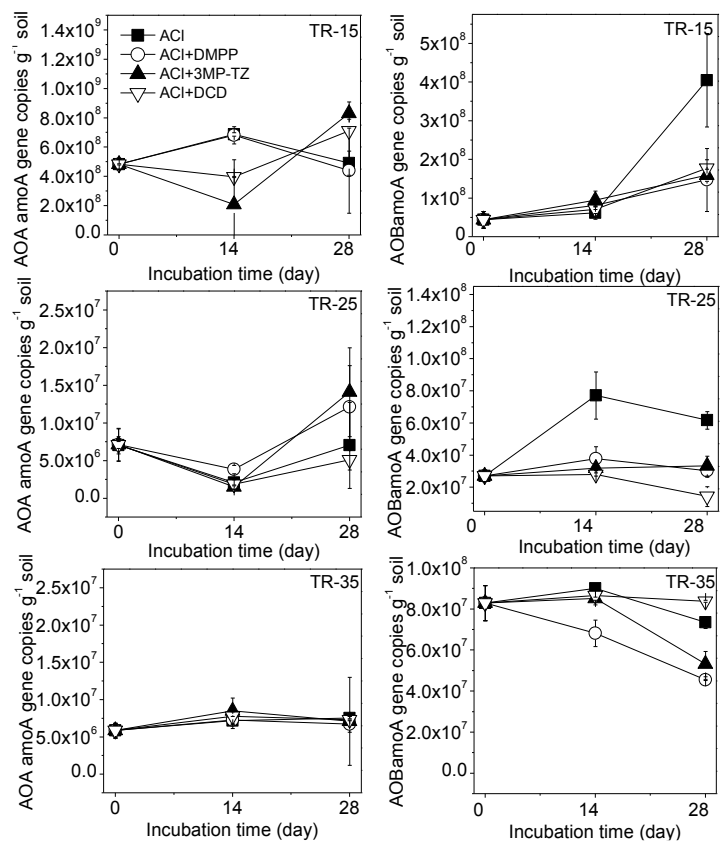 TR-15
ACI
ACI+DMPP
ACI+3MP-TZ
ACI+DCD
1.4x10⁹
1.2x10⁹
1.0x10⁹
8.0x10⁸
6.0x10⁸
4.0x10⁸
2.0x10⁸
0.0
AOA amoA gene copies g⁻¹ soil
0 14 28
Incubation time (day)
TR-15
5x10⁸
4x10⁸
3x10⁸
2x10⁸
1x10⁸
0
AOBamoA gene copies g⁻¹ soil
0 14 28
Incubation time (day)
TR-25
2.5x10⁷
2.0x10⁷
1.5x10⁷
1.0x10⁷
5.0x10⁶
0.0
AOA amoA gene copies g⁻¹ soil
0 14 28
Incubation time (day)
TR-25
1.4x10⁸
1.2x10⁸
1.0x10⁸
8.0x10⁷
6.0x10⁷
4.0x10⁷
2.0x10⁷
AOBamoA gene copies g⁻¹ soil
0 14 28
Incubation time (day)
TR-35
2.5x10⁷
2.0x10⁷
1.5x10⁷
1.0x10⁷
5.0x10⁶
0.0
AOA amoA gene copies g⁻¹ soil
0 14 28
Incubation time (day)
TR-35
1.0x10⁸
8.0x10⁷
6.0x10⁷
4.0x10⁷
0.0
AOBamoA gene copies g⁻¹ soil
0 14 28
Incubation time (day)